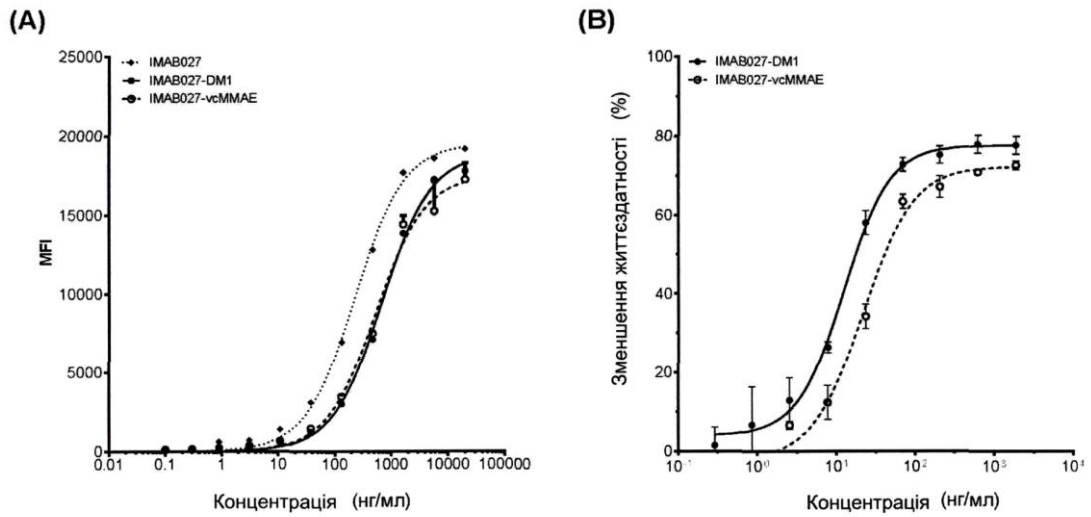 (A)
25000
20000
15000
10000
5000
0
MFI
IMAB027
IMAB027-DM1
IMAB027-vcMMAE
0.01 0.1 1 10 100 1000 10000 100000
Концентрація (нг/мл)
(B)
100
80
60
40
20
0
Зменшення життєздатності (%)
IMAB027-DM1
IMAB027-vcMMAE
10⁻¹ 10⁰ 10¹ 10² 10³ 10⁴
Концентрація (нг/мл)